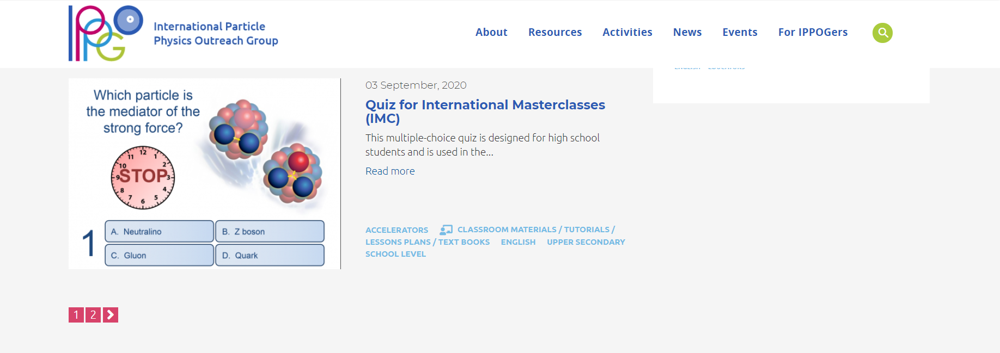 IPPOG
International Particle
Physics Outreach Group
About
Resources
Activities
News
Events
For IPPOGers
ENGLISH EDUCATORS
Which particle is
the mediator of the
strong force?
12
1
2
3
4
5
6
7
8
9
10
11
STOP
1
A. Neutralino
B. Z boson
C. Gluon
D. Quark
03 September, 2020
Quiz for International Masterclasses
(IMC)
This multiple-choice quiz is designed for high school
students and is used in the...
Read more
ACCELERATORS CLASSROOM MATERIALS / TUTORIALS /
LESSONS PLANS / TEXT BOOKS ENGLISH UPPER SECONDARY
SCHOOL LEVEL
1 2